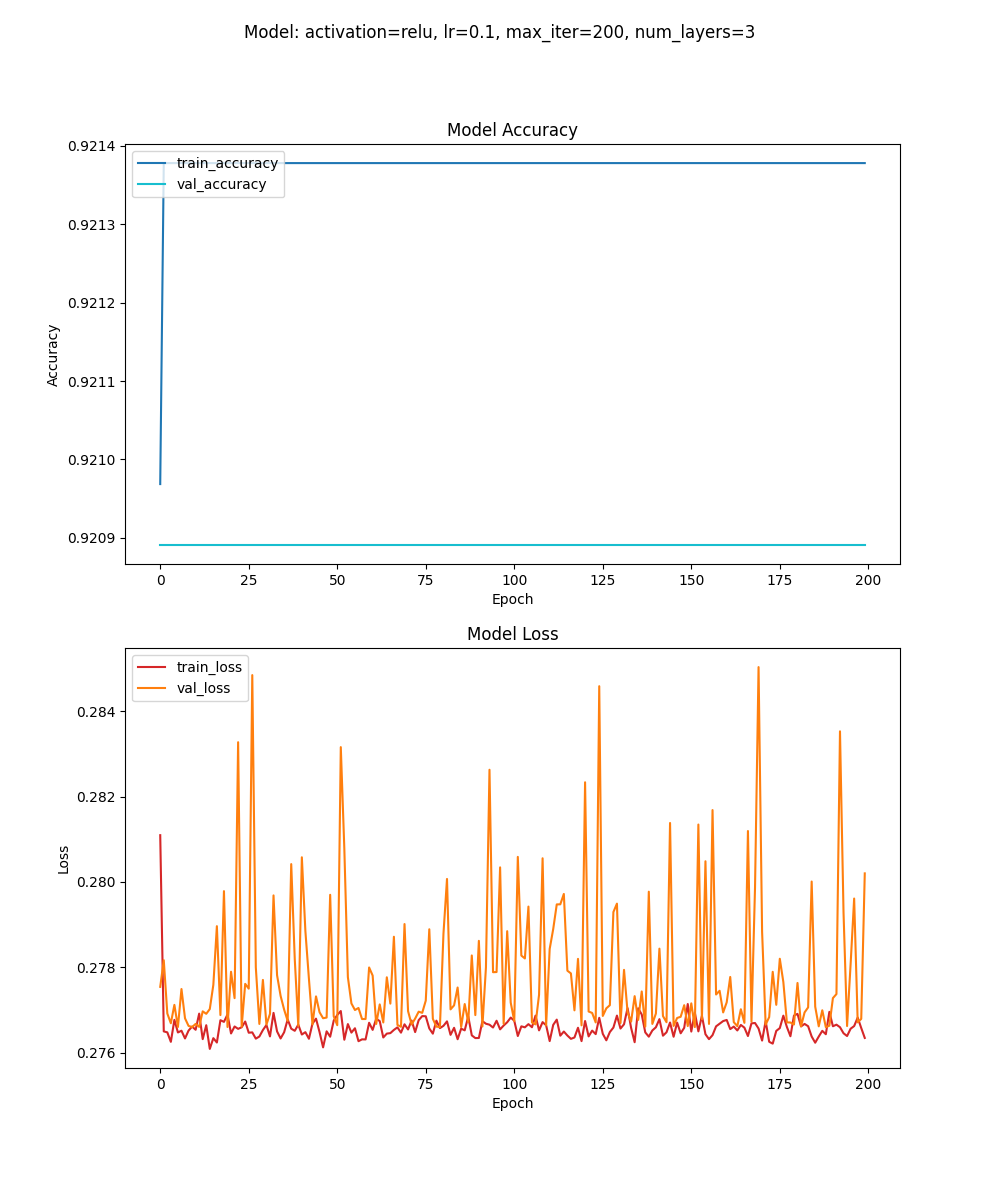 Model: activation=relu, lr=0.1, max_iter=200, num_layers=3
Model Accuracy
train_accuracy
val_accuracy
0.9214
0.9213
0.9212
0.9211
0.9210
0.9209
Accuracy
0 25 50 75 100 125 150 175 200
Epoch
Model Loss
train_loss
val_loss
0.284
0.282
0.280
0.278
0.276
Loss
0 25 50 75 100 125 150 175 200
Epoch